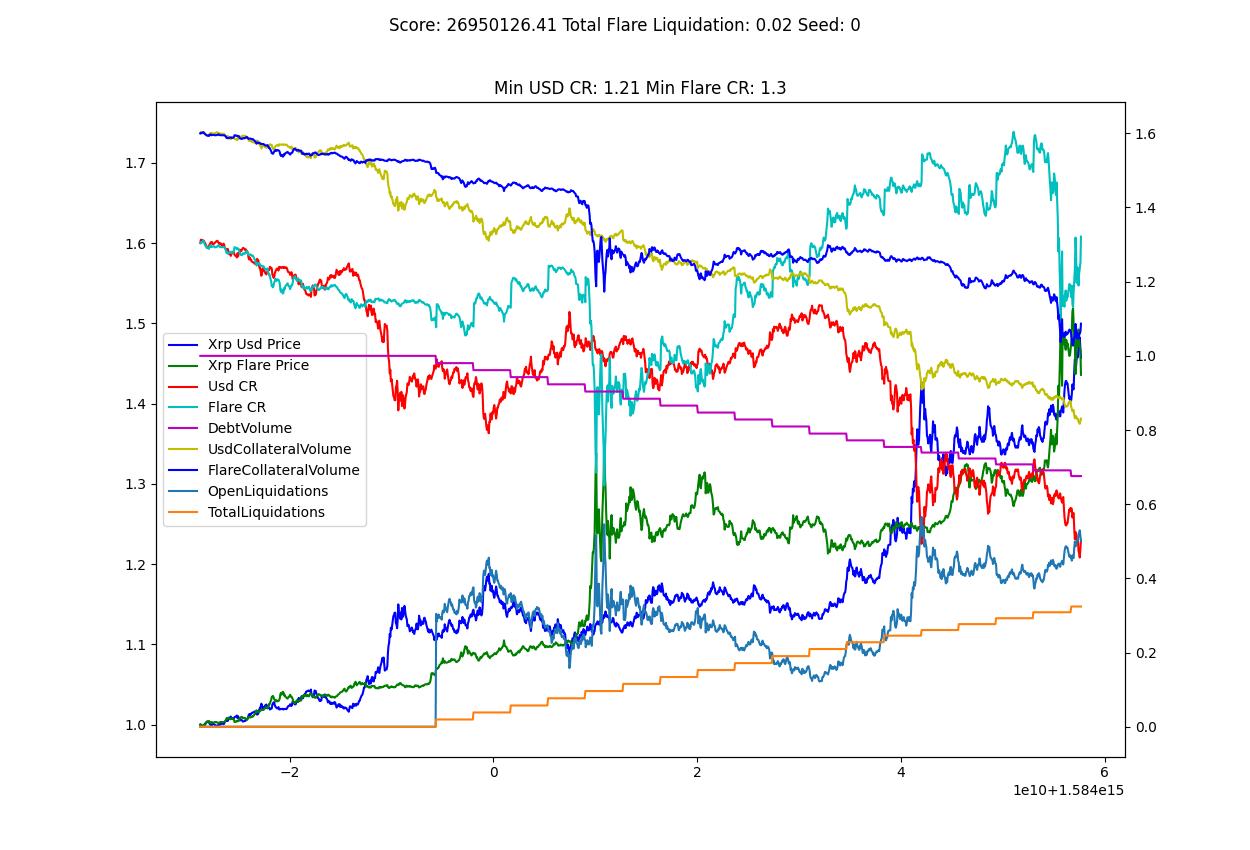 Score: 26950126.41 Total Flare Liquidation: 0.02 Seed: 0
Min USD CR: 1.21 Min Flare CR: 1.3
1.7
1.6
1.5
1.4
1.3
1.2
1.1
1.0
Xrp Usd Price
Xrp Flare Price
Usd CR
Flare CR
DebtVolume
UsdCollateralVolume
FlareCollateralVolume
OpenLiquidations
TotalLiquidations
1.6
1.4
1.2
1.0
0.8
0.6
0.4
0.2
0.0
−2 0 2 4 6
1e10+1.584e15